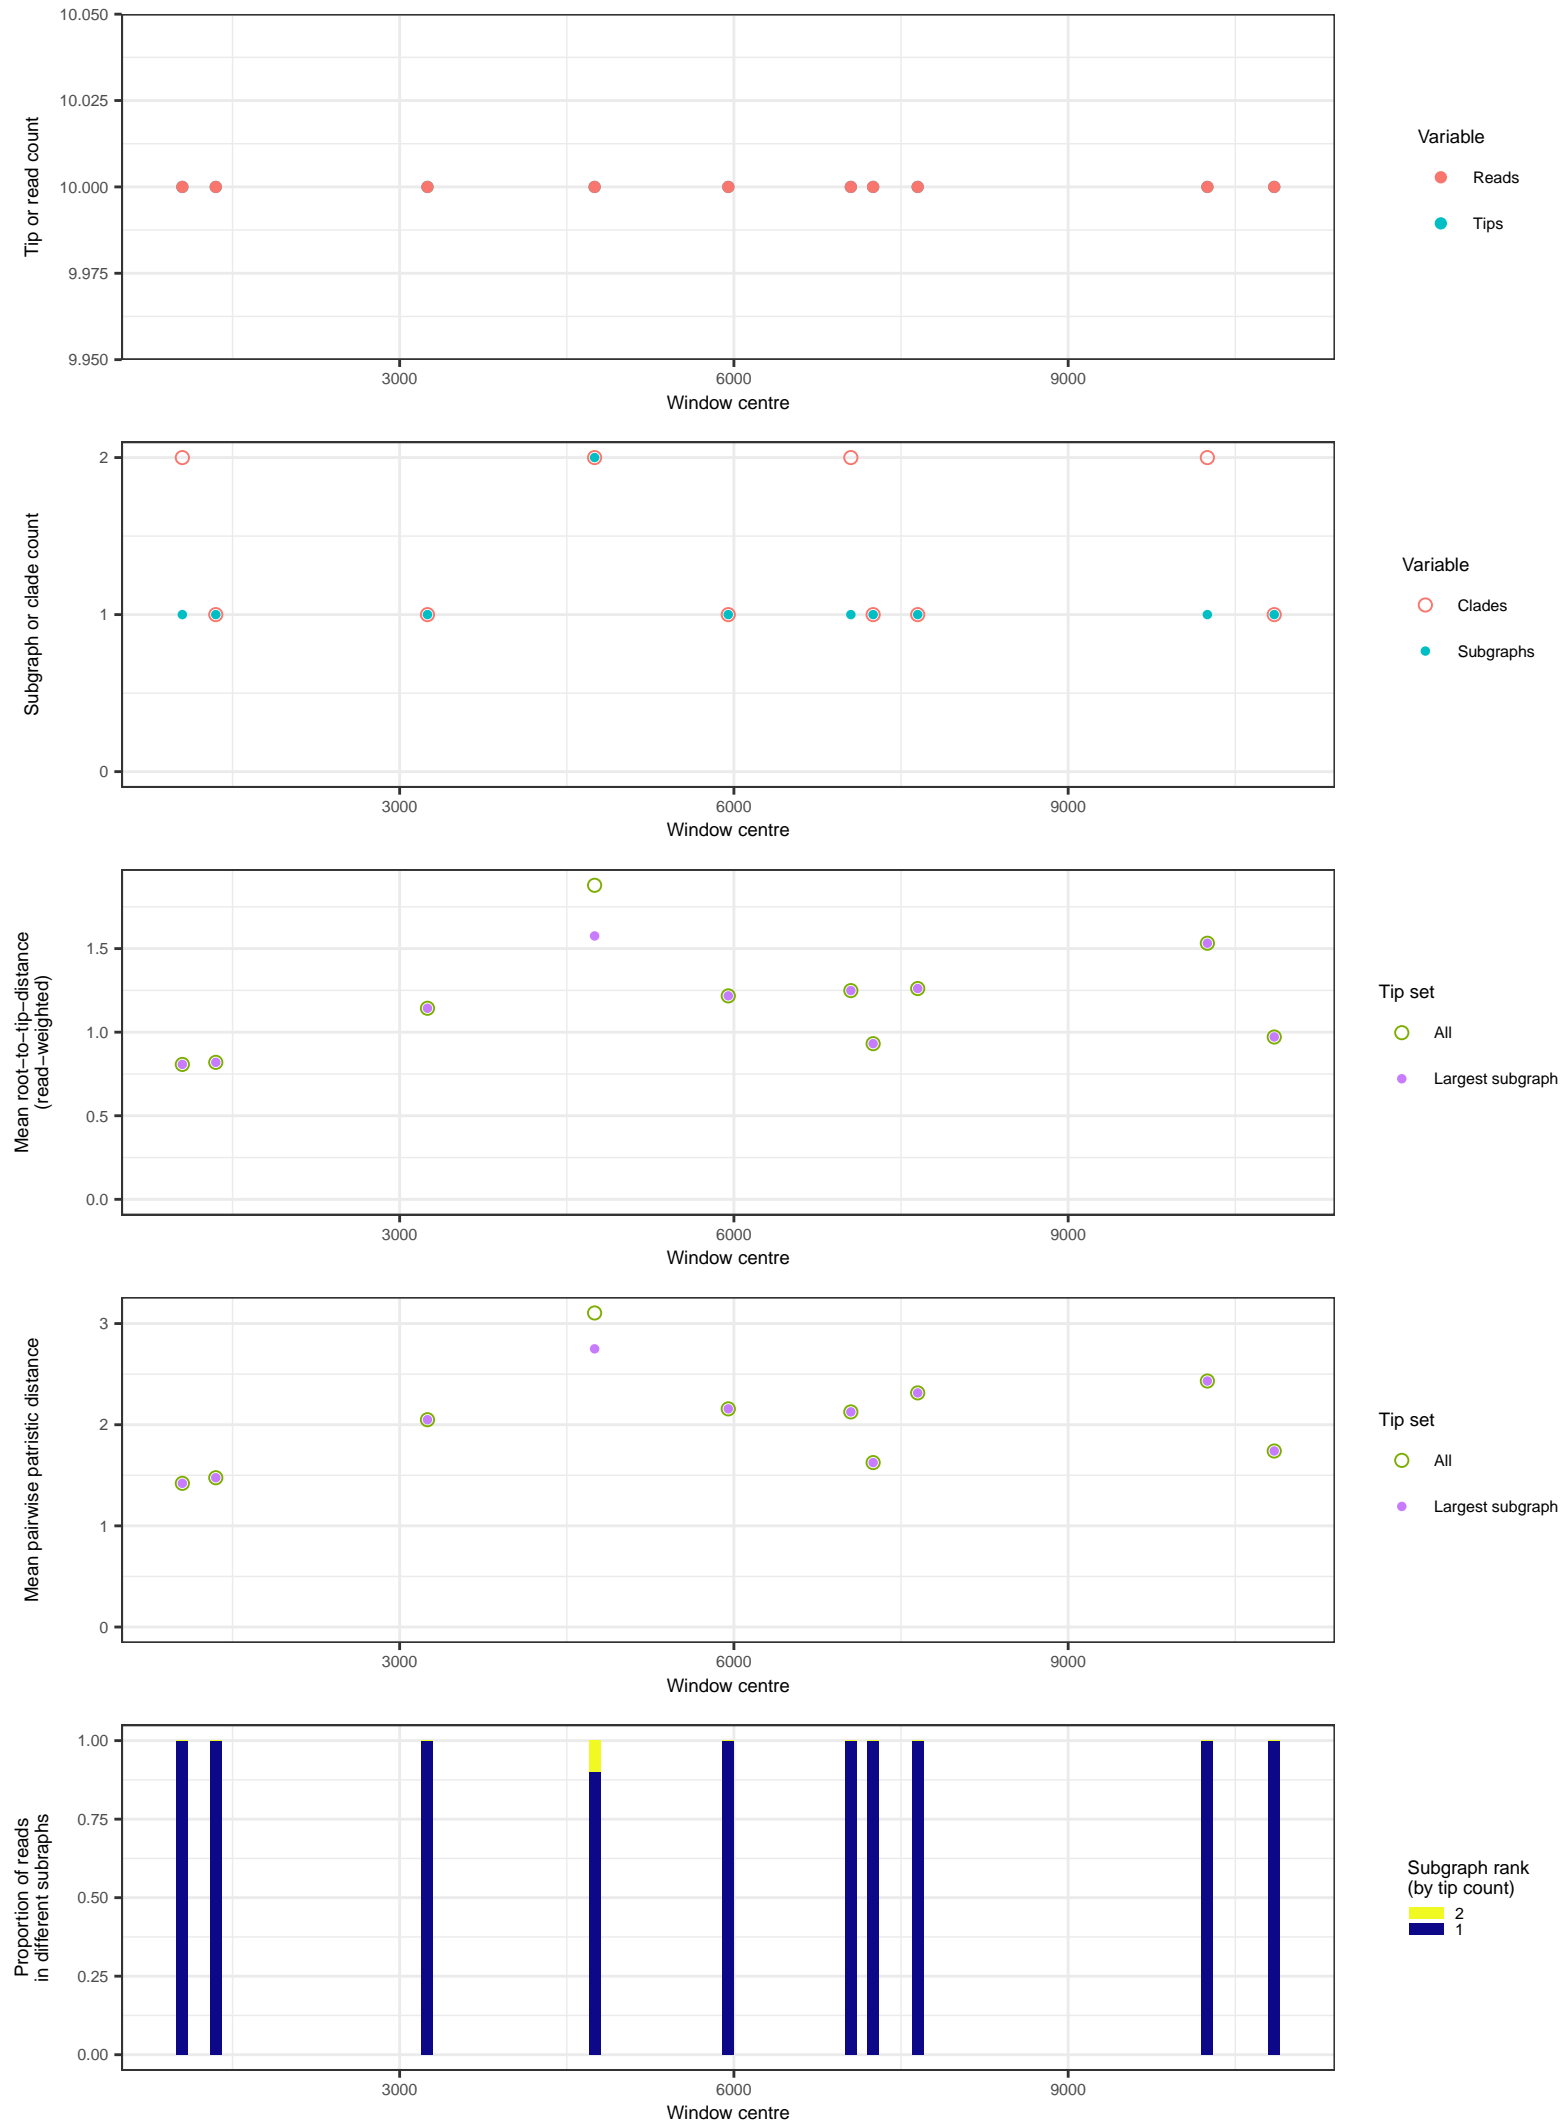 10.050
10.025
10.000
9.975
9.950
Tip or read count
3000 6000 9000
Window centre
Variable
Reads
Tips
2
1
0
Subgraph or clade count
3000 6000 9000
Window centre
Variable
Clades
Subgraphs
1.5
1.0
0.5
0.0
Mean root−to−tip−distance
(read−weighted)
3000 6000 9000
Window centre
Tip set
All
Largest subgraph
3
2
1
0
Mean pairwise patristic distance
3000 6000 9000
Window centre
Tip set
All
Largest subgraph
1.00
0.75
0.50
0.25
0.00
Proportion of reads
in different subraphs
3000 6000 9000
Window centre
Subgraph rank
(by tip count)
2
1